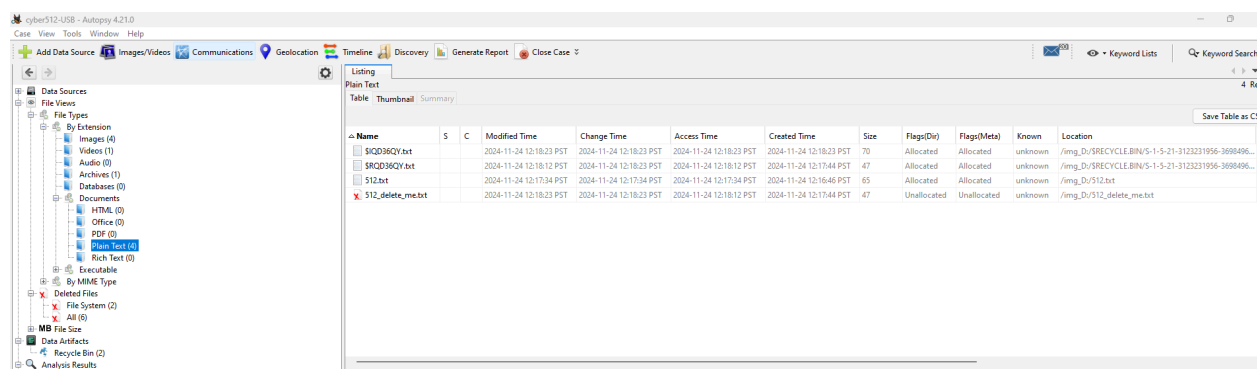 cyber512-USB - Autopsy 4.21.0
Case View Tools Window Help
Add Data Source Images/Videos Communications Geolocation Timeline Discovery Generate Report Close Case Keyword Lists Keyword Search
Data Sources
File Views
File Types
By Extension
Images (4)
Videos (1)
Audio (0)
Archives (1)
Databases (0)
Documents
HTML (0)
Office (0)
PDF (0)
Plain Text (4)
Rich Text (0)
Executable
By MIME Type
Deleted Files
File System (2)
All (6)
MB File Size
Data Artifacts
Recycle Bin (2)
Analysis Results
Listing
Plain Text 4 Re
Table Thumbnail Summary
Save Table as CS
Name S C Modified Time Change Time Access Time Created Time Size Flags(Dir) Flags(Meta) Known Location
$IQD36QY.txt 2024-11-24 12:18:23 PST 2024-11-24 12:18:23 PST 2024-11-24 12:18:23 PST 2024-11-24 12:18:23 PST 70 Allocated Allocated unknown /img_D:/$RECYCLE.BIN/S-1-5-21-3123231956-3698496...
$RQD36QY.txt 2024-11-24 12:18:12 PST 2024-11-24 12:18:23 PST 2024-11-24 12:18:23 PST 2024-11-24 12:17:44 PST 47 Allocated Allocated unknown /img_D:/$RECYCLE.BIN/S-1-5-21-3123231956-3698496...
512.txt 2024-11-24 12:17:34 PST 2024-11-24 12:17:34 PST 2024-11-24 12:17:34 PST 2024-11-24 12:16:46 PST 65 Allocated Allocated unknown /img_D:/512.txt
512_delete_me.txt 2024-11-24 12:18:23 PST 2024-11-24 12:18:23 PST 2024-11-24 12:18:12 PST 2024-11-24 12:17:44 PST 47 Unallocated Unallocated unknown /img_D:/512_delete_me.txt